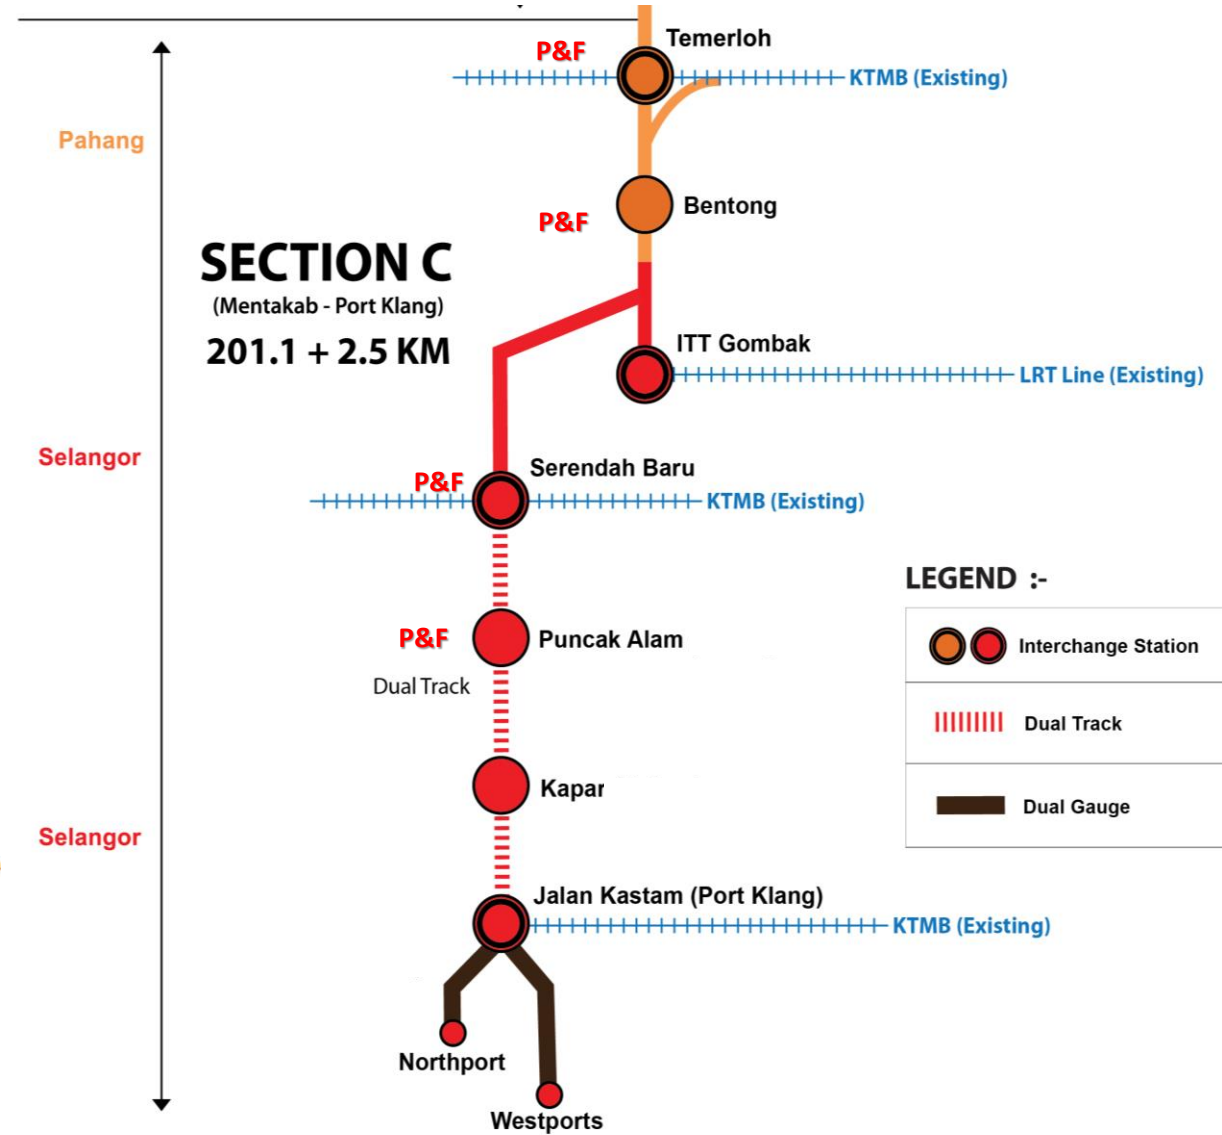 Temerloh
P&F
KTMB (Existing)
Pahang
Bentong
P&F
SECTION C
(Mentakab - Port Klang)
201.1 + 2.5 KM
ITT Gombak
LRT Line (Existing)
Selangor
Serendah Baru
P&F
KTMB (Existing)
LEGEND :-
Interchange Station
Dual Track
Dual Gauge
P&F
Puncak Alam
Dual Track
Kapar
Selangor
Jalan Kastam (Port Klang)
KTMB (Existing)
Northport
Westports